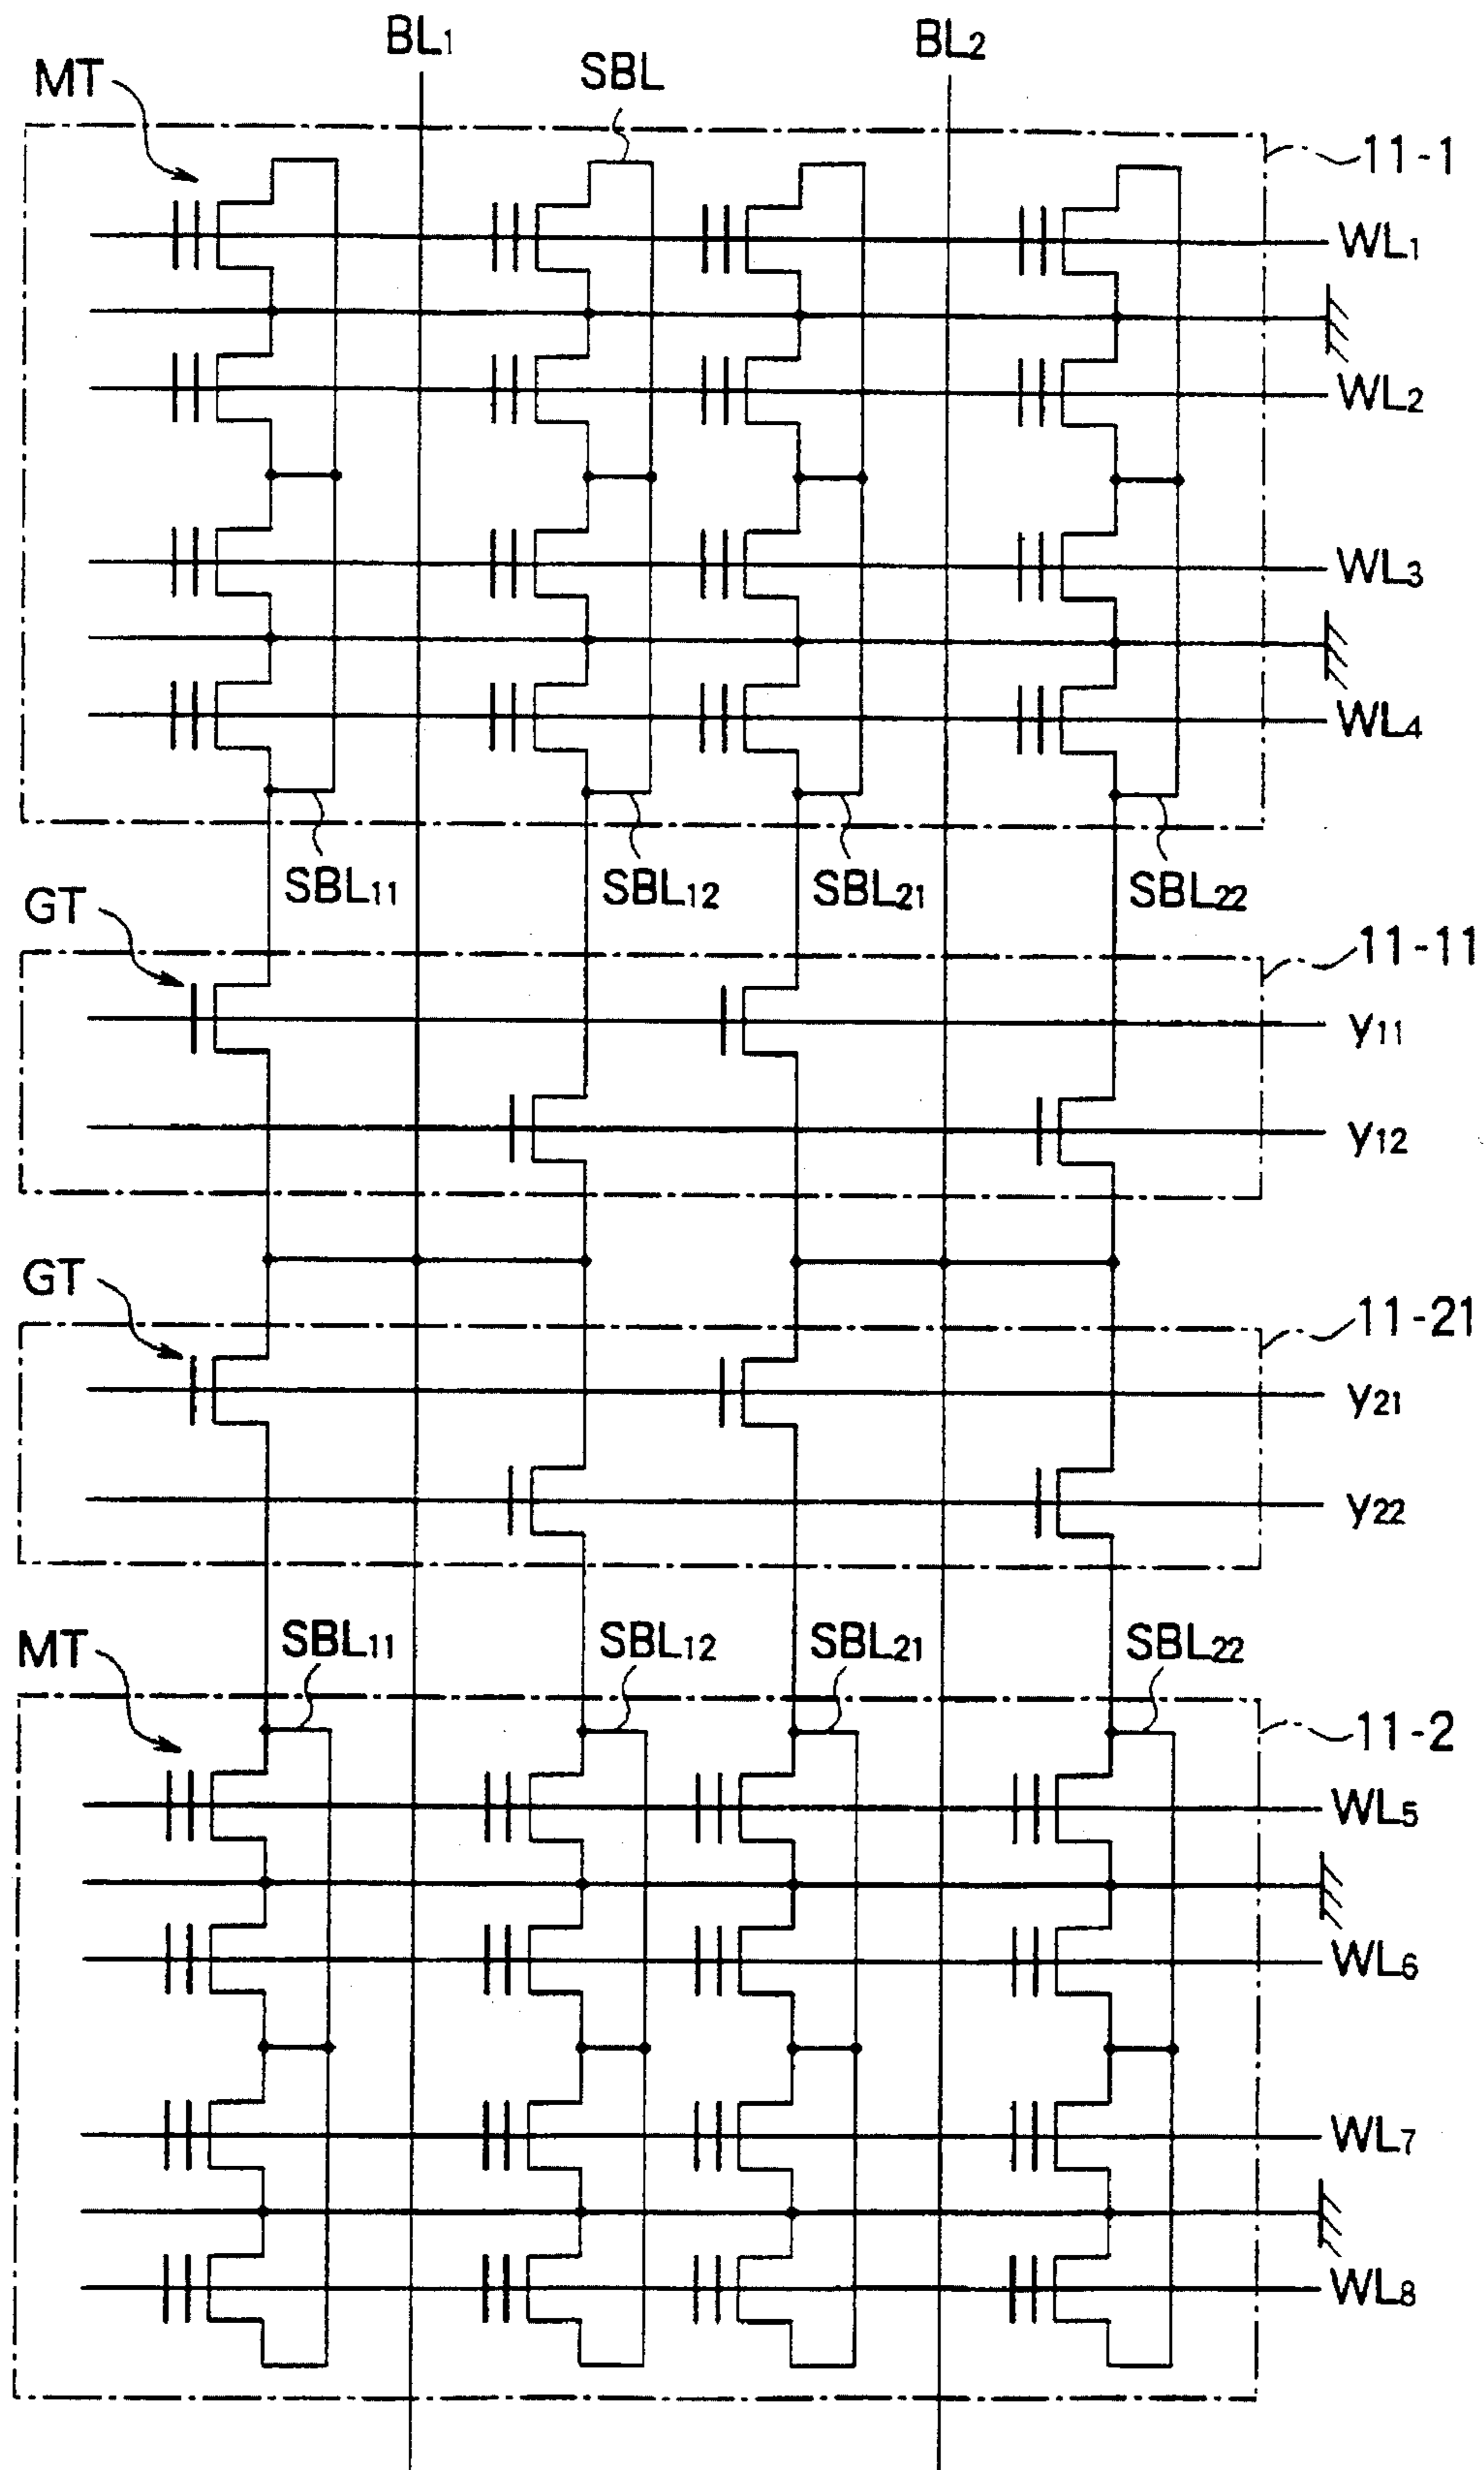 BL₁ BL₂
MT SBL
11-1
WL₁
WL₂
WL₃
WL₄
SBL₁₁ SBL₁₂ SBL₂₁ SBL₂₂
GT
11-11
y₁₁
y₁₂
GT
11-21
y₂₁
y₂₂
MT SBL₁₁ SBL₁₂ SBL₂₁ SBL₂₂
11-2
WL₅
WL₆
WL₇
WL₈